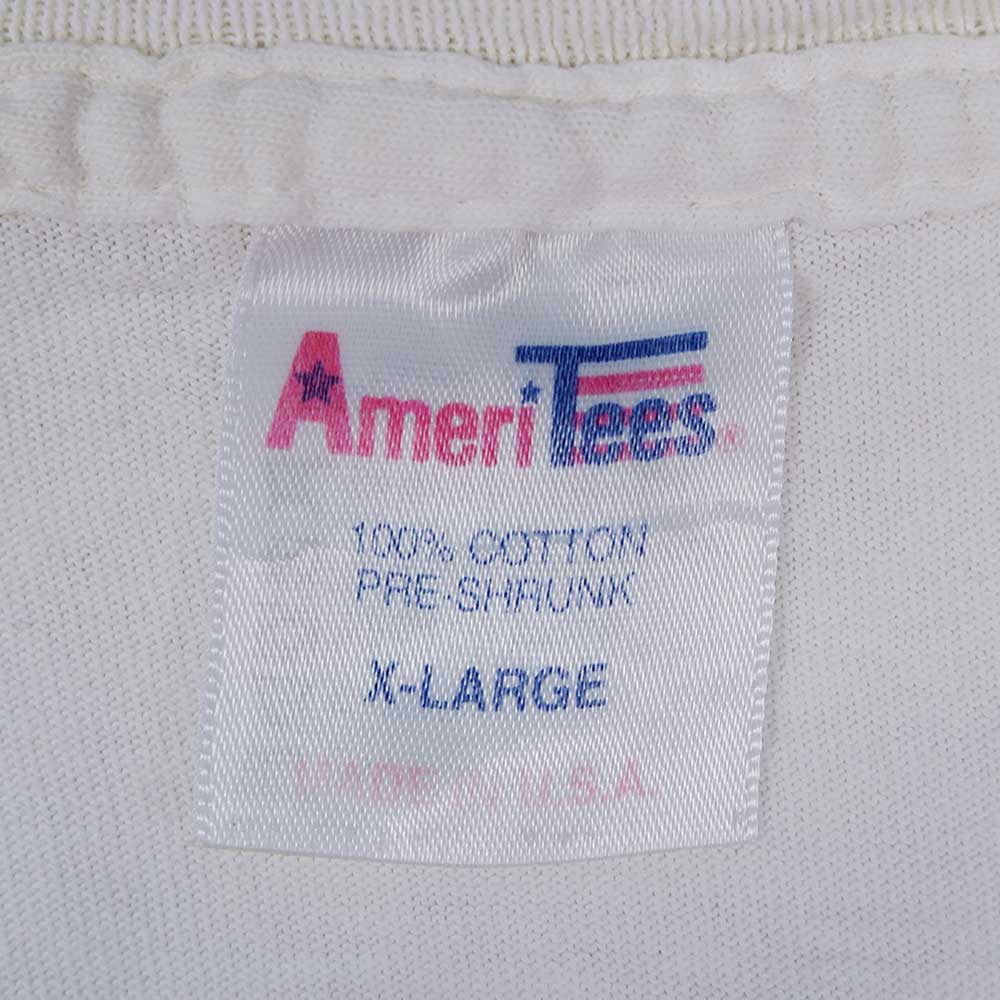 AmeriTees®
100% COTTON
PRE-SHRUNK
X-LARGE
MADE IN U.S.A